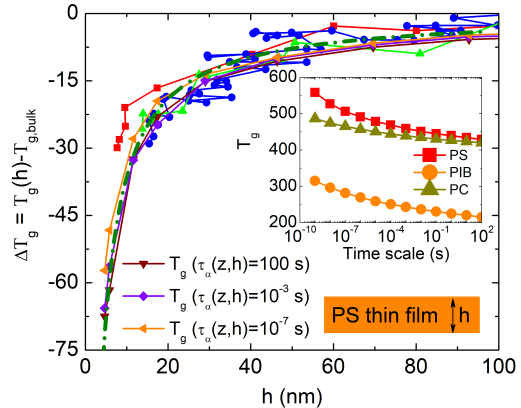 ΔT_g = T_g(h)-T_g,bulk
0
-15
-30
-45
-60
-75
0
20
40
60
80
100
h (nm)
T_g (τ_α(z,h)=100 s)
T_g (τ_α(z,h)=10^-3 s)
T_g (τ_α(z,h)=10^-7 s)
PS thin film
h
T_g
600
500
400
300
200
10^-10
10^-7
10^-4
10^-1
10^2
Time scale (s)
PS
PIB
PC